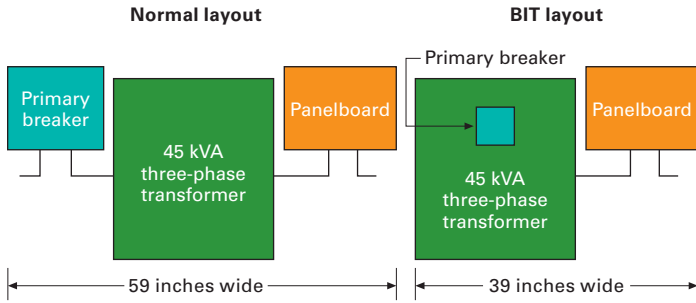 Normal layout
BIT layout
Primary
breaker
45 kVA
three-phase
transformer
Panelboard
59 inches wide
Primary breaker
45 kVA
three-phase
transformer
Panelboard
39 inches wide